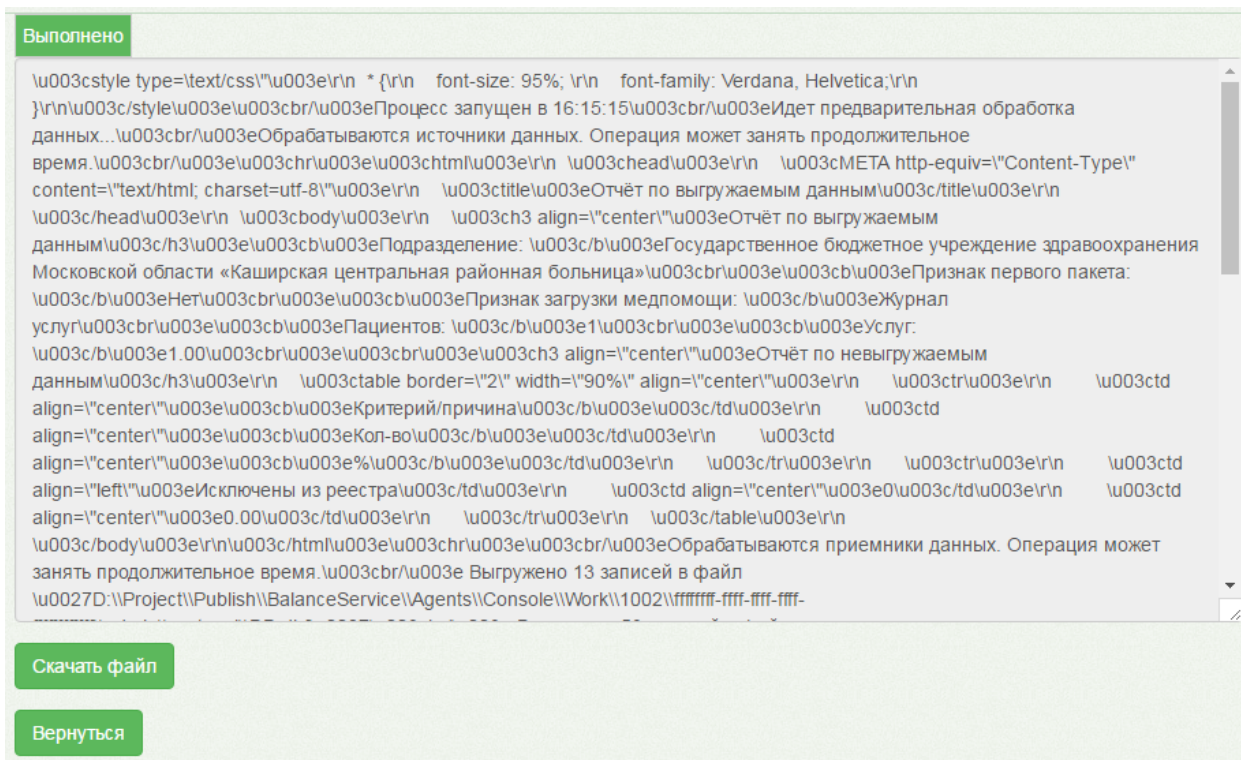 Выполнено
\u003cstyle type=\text/css\"\u003e\r\n  * {\r\n    font-size: 95%; \r\n    font-family: Verdana, Helvetica;\r\n
}\r\n\u003c/style\u003e\u003cbr/\u003eПроцесс запущен в 16:15:15\u003cbr/\u003eИдет предварительная обработка
данных...\u003cbr/\u003eОбрабатываются источники данных. Операция может занять продолжительное
время.\u003cbr/\u003e\u003chr\u003e\u003chtml\u003e\r\n  \u003chead\u003e\r\n    \u003cMETA http-equiv=\"Content-Type\"
content=\"text/html; charset=utf-8\"\u003e\r\n    \u003ctitle\u003eОтчёт по выгружаемым данным\u003c/title\u003e\r\n
\u003c/head\u003e\r\n  \u003cbody\u003e\r\n    \u003ch3 align=\"center\"\u003eОтчёт по выгружаемым
данным\u003c/h3\u003e\u003cb\u003eПодразделение: \u003c/b\u003eГосударственное бюджетное учреждение здравоохранения
Московской области «Каширская центральная районная больница»\u003cbr\u003e\u003cb\u003eПризнак первого пакета:
\u003c/b\u003eНет\u003cbr\u003e\u003cb\u003eПризнак загрузки медпомощи: \u003c/b\u003eЖурнал
услуг\u003cbr\u003e\u003cb\u003eПациентов: \u003c/b\u003e1\u003cbr\u003e\u003cb\u003eУслуг:
\u003c/b\u003e1.00\u003cbr\u003e\u003cbr\u003e\u003ch3 align=\"center\"\u003eОтчёт по невыгружаемым
данным\u003c/h3\u003e\r\n    \u003ctable border=\"2\" width=\"90%\" align=\"center\"\u003e\r\n      \u003ctr\u003e\r\n        \u003ctd
align=\"center\"\u003e\u003cb\u003eКритерий/причина\u003c/b\u003e\u003c/td\u003e\r\n        \u003ctd
align=\"center\"\u003e\u003cb\u003eКол-во\u003c/b\u003e\u003c/td\u003e\r\n        \u003ctd
align=\"center\"\u003e\u003cb\u003e%\u003c/b\u003e\u003c/td\u003e\r\n      \u003c/tr\u003e\r\n      \u003ctr\u003e\r\n        \u003ctd
align=\"left\"\u003eИсключены из реестра\u003c/td\u003e\r\n        \u003ctd align=\"center\"\u003e0\u003c/td\u003e\r\n        \u003ctd
align=\"center\"\u003e0.00\u003c/td\u003e\r\n      \u003c/tr\u003e\r\n    \u003c/table\u003e\r\n
\u003c/body\u003e\r\n\u003c/html\u003e\u003chr\u003e\u003cbr/\u003eОбрабатываются приемники данных. Операция может
занять продолжительное время.\u003cbr/\u003e Выгружено 13 записей в файл
\u0027D:\\Project\\Publish\\BalanceService\\Agents\\Console\\Work\\1002\\ffffffff-ffff-ffff-ffff-
Скачать файл
Вернуться